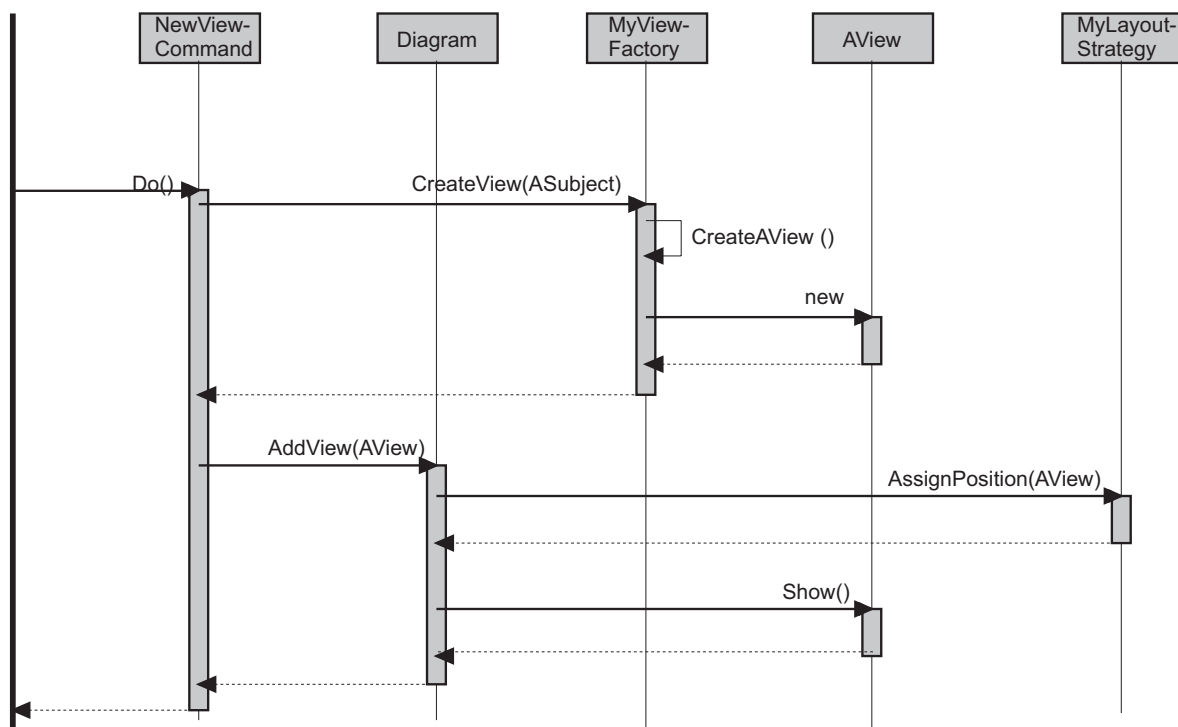 NewView-
Command
Diagram
MyView-
Factory
AView
MyLayout-
Strategy
Do()
CreateView(ASubject)
CreateAView ()
new
AddView(AView)
AssignPosition(AView)
Show()